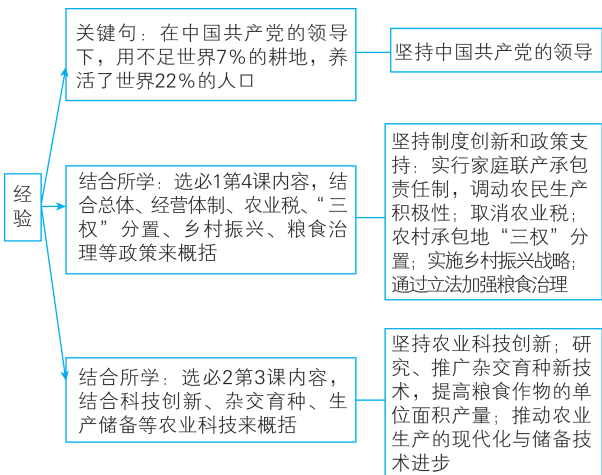 经
验
关键句：在中国共产党的领导
下，用不足世界7%的耕地，养
活了世界22%的人口
坚持中国共产党的领导
结合所学：选必1第4课内容，结
合总体、经营体制、农业税、“三
权”分置、乡村振兴、粮食治
理等政策来概括
坚持制度创新和政策支
持：实行家庭联产承包
责任制，调动农民生产
积极性；取消农业税；
农村承包地“三权”分
置；实施乡村振兴战略；
通过立法加强粮食治理
结合所学：选必2第3课内容，
结合科技创新、杂交育种、生
产储备等农业科技来概括
坚持农业科技创新；研
究、推广杂交育种新技
术，提高粮食作物的单
位面积产量；推动农业
生产的现代化与储备技
术进步